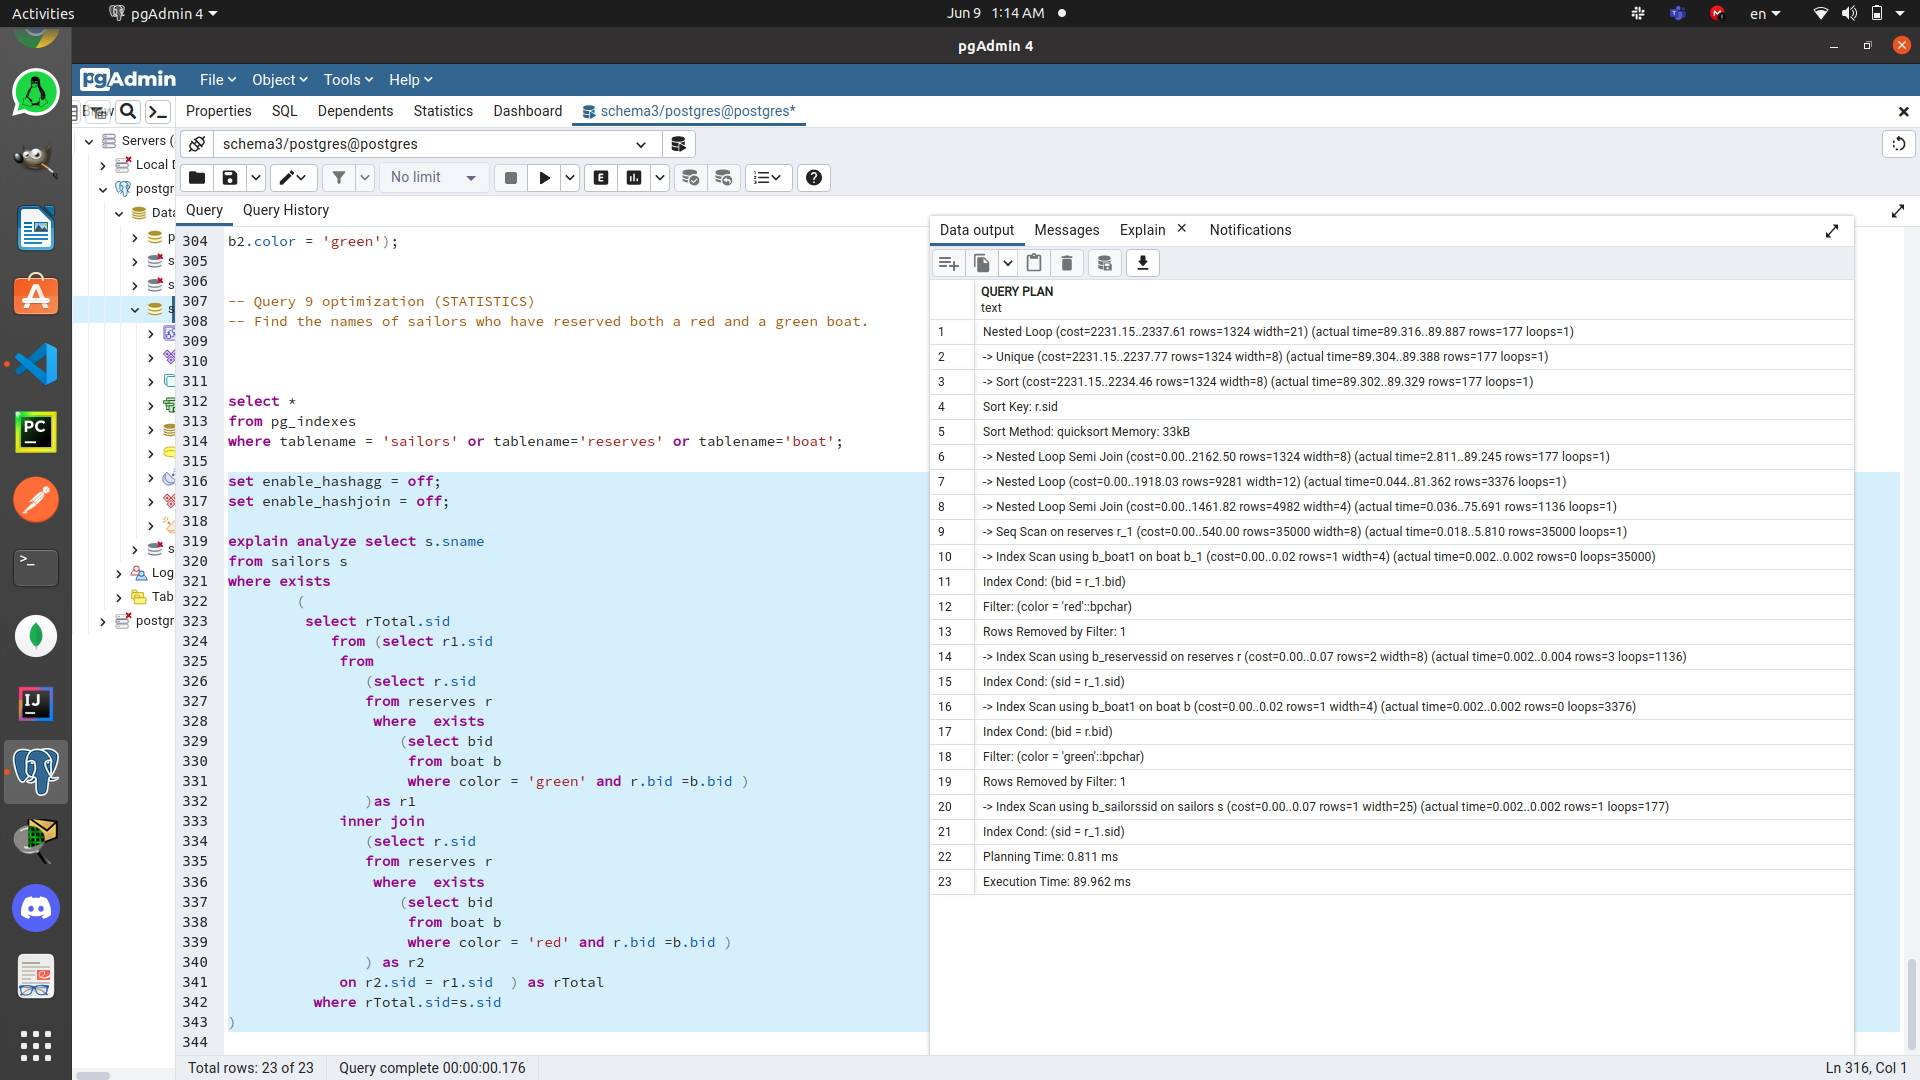 Activities
pgAdmin 4
Jun 9 1:14 AM
en
pgAdmin 4
pgAdmin
File
Object
Tools
Help
Properties
SQL
Dependents
Statistics
Dashboard
schema3/postgres@postgres*
Servers (
Local D
postgr
Data
p
s
s
s
s
Log
Tab
postgr
schema3/postgres@postgres
No limit
Query
Query History
304 b2.color = 'green');
305
306
307 -- Query 9 optimization (STATISTICS)
308 -- Find the names of sailors who have reserved both a red and a green boat.
309
310
311
312 select *
313 from pg_indexes
314 where tablename = 'sailors' or tablename='reserves' or tablename='boat';
315
316 set enable_hashagg = off;
317 set enable_hashjoin = off;
318
319 explain analyze select s.sname
320 from sailors s
321 where exists
322 (
323 select rTotal.sid
324 from (select r1.sid
325 from
326 (select r.sid
327 from reserves r
328 where exists
329 (select bid
330 from boat b
331 where color = 'green' and r.bid =b.bid )
332 )as r1
333 inner join
334 (select r.sid
335 from reserves r
336 where exists
337 (select bid
338 from boat b
339 where color = 'red' and r.bid =b.bid )
340 ) as r2
341 on r2.sid = r1.sid ) as rTotal
342 where rTotal.sid=s.sid
343 )
344
Data output
Messages
Explain
Notifications
QUERY PLAN
text
1 Nested Loop (cost=2231.15..2337.61 rows=1324 width=21) (actual time=89.316..89.887 rows=177 loops=1)
2 -> Unique (cost=2231.15..2237.77 rows=1324 width=8) (actual time=89.304..89.388 rows=177 loops=1)
3 -> Sort (cost=2231.15..2234.46 rows=1324 width=8) (actual time=89.302..89.329 rows=177 loops=1)
4 Sort Key: r.sid
5 Sort Method: quicksort Memory: 33kB
6 -> Nested Loop Semi Join (cost=0.00..2162.50 rows=1324 width=8) (actual time=2.811..89.245 rows=177 loops=1)
7 -> Nested Loop (cost=0.00..1918.03 rows=9281 width=12) (actual time=0.044..81.362 rows=3376 loops=1)
8 -> Nested Loop Semi Join (cost=0.00..1461.82 rows=4982 width=4) (actual time=0.036..75.691 rows=1136 loops=1)
9 -> Seq Scan on reserves r_1 (cost=0.00..540.00 rows=35000 width=8) (actual time=0.018..5.810 rows=35000 loops=1)
10 -> Index Scan using b_boat1 on boat b_1 (cost=0.00..0.02 rows=1 width=4) (actual time=0.002..0.002 rows=0 loops=35000)
11 Index Cond: (bid = r_1.bid)
12 Filter: (color = 'red'::bpchar)
13 Rows Removed by Filter: 1
14 -> Index Scan using b_reservessid on reserves r (cost=0.00..0.07 rows=2 width=8) (actual time=0.002..0.004 rows=3 loops=1136)
15 Index Cond: (sid = r_1.sid)
16 -> Index Scan using b_boat1 on boat b (cost=0.00..0.02 rows=1 width=4) (actual time=0.002..0.002 rows=0 loops=3376)
17 Index Cond: (bid = r.bid)
18 Filter: (color = 'green'::bpchar)
19 Rows Removed by Filter: 1
20 -> Index Scan using b_sailorssid on sailors s (cost=0.00..0.07 rows=1 width=25) (actual time=0.002..0.002 rows=1 loops=177)
21 Index Cond: (sid = r_1.sid)
22 Planning Time: 0.811 ms
23 Execution Time: 89.962 ms
Total rows: 23 of 23
Query complete 00:00:00.176
Ln 316, Col 1